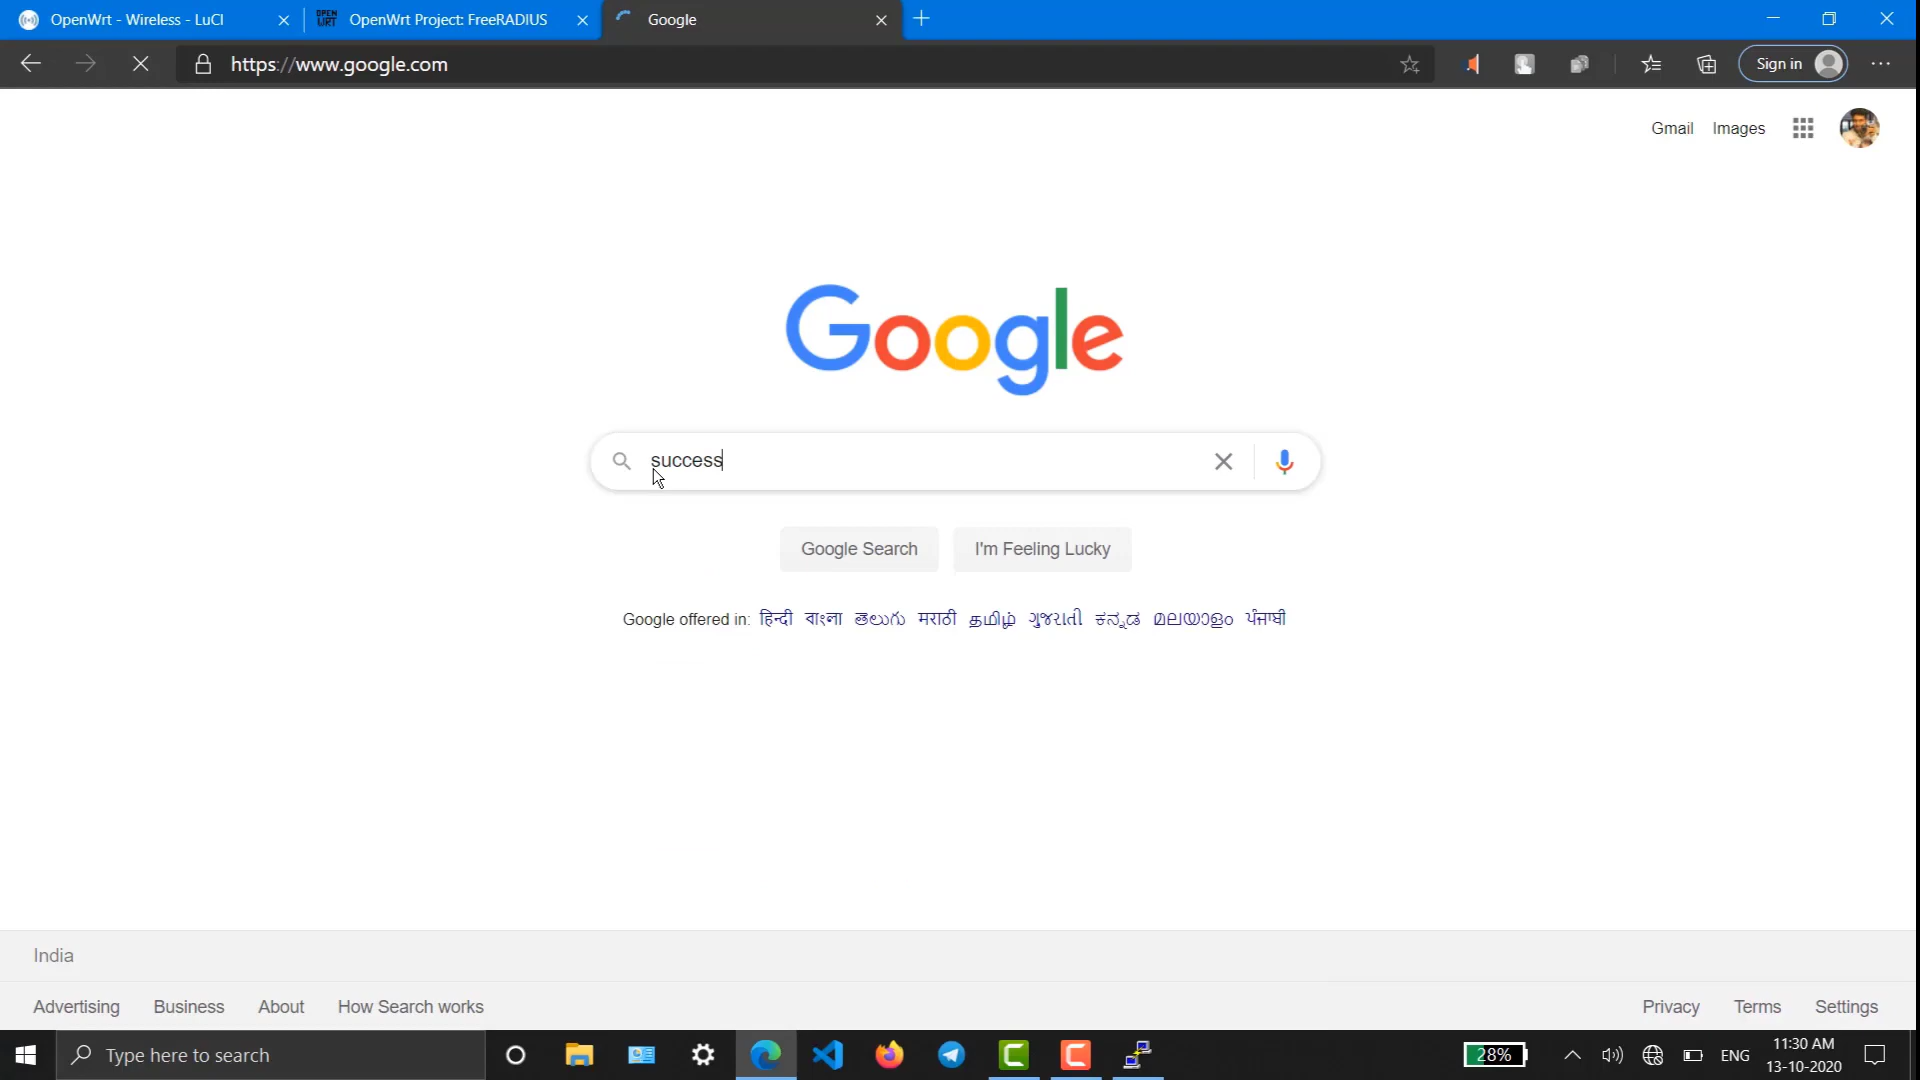 OpenWrt - Wireless - LuCI
OPEN WRT OpenWrt Project: FreeRADIUS
Google
https://www.google.com
Sign in
Gmail Images
Google
success
Google Search I'm Feeling Lucky
Google offered in: हिन्दी বাংলা తెలుగు मराठी தமிழ் ગુજરાતી ಕನ್ನಡ മലയാളം ਪੰਜਾਬੀ
India
Advertising Business About How Search works Privacy Terms Settings
Type here to search
28%
ENG
11:30 AM
13-10-2020